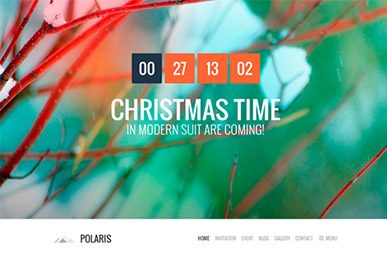 00 27 13 02
CHRISTMAS TIME
IN MODERN SUIT ARE COMING!
POLARIS
HOME INVITATION EVENT BLOG GALLERY CONTACT MENU